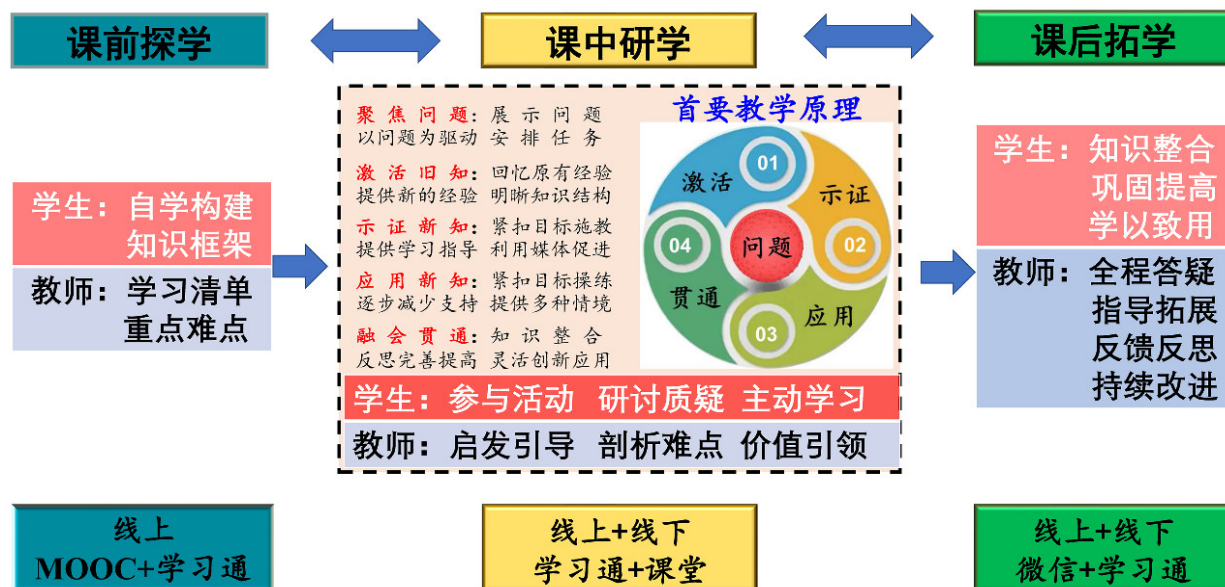 课前探学
课中研学
课后拓学
学生：自学构建
知识框架
教师：学习清单
重点难点
聚焦问题：展示问题
以问题为驱动 安排任务
激活旧知：回忆原有经验
提供新的经验 明晰知识结构
示证新知：紧扣目标施教
提供学习指导 利用媒体促进
应用新知：紧扣目标操练
逐步减少支持 提供多种情境
融会贯通：知识整合
反思完善提高 灵活创新应用
首要教学原理
01
激活
示证
02
问题
04
贯通
应用
03
学生：参与活动 研讨质疑 主动学习
教师：启发引导 剖析难点 价值引领
学生：知识整合
巩固提高
学以致用
教师：全程答疑
指导拓展
反馈反思
持续改进
线上
MOOC+学习通
线上+线下
学习通+课堂
线上+线下
微信+学习通